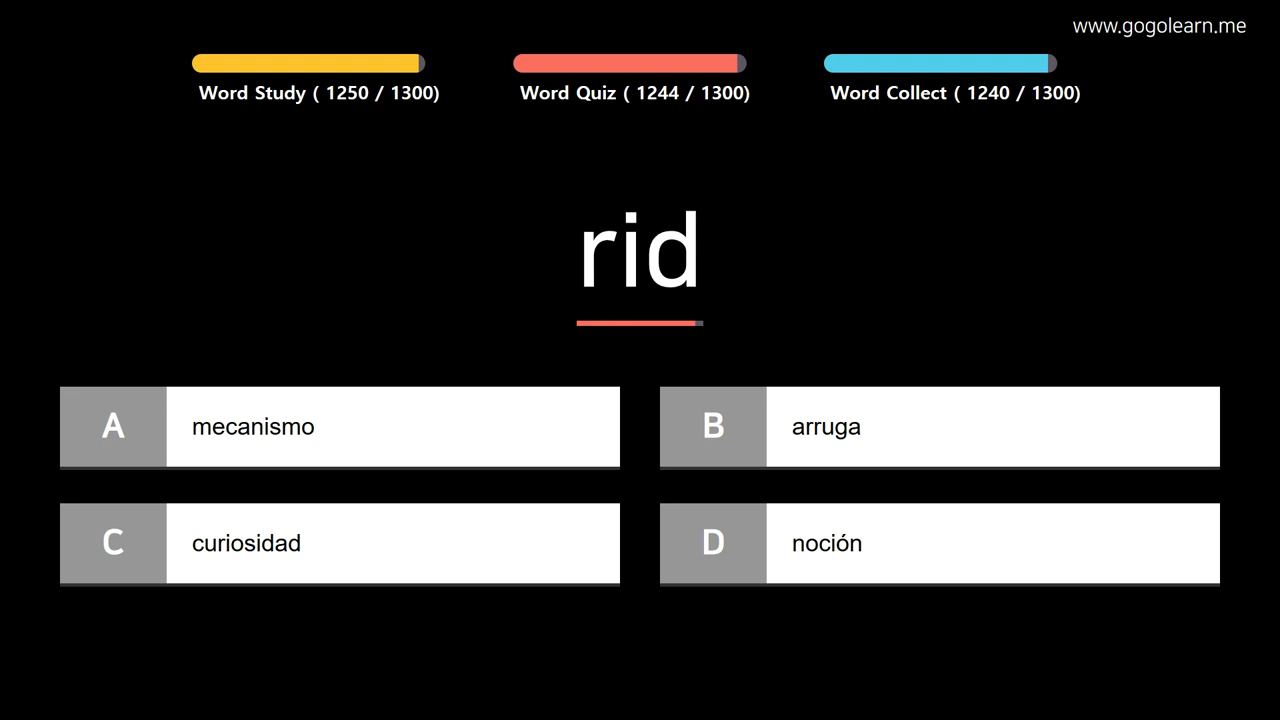 www.gogolearn.me
Word Study ( 1250 / 1300)
Word Quiz ( 1244 / 1300)
Word Collect ( 1240 / 1300)
rid
A mecanismo
B arruga
C curiosidad
D noción